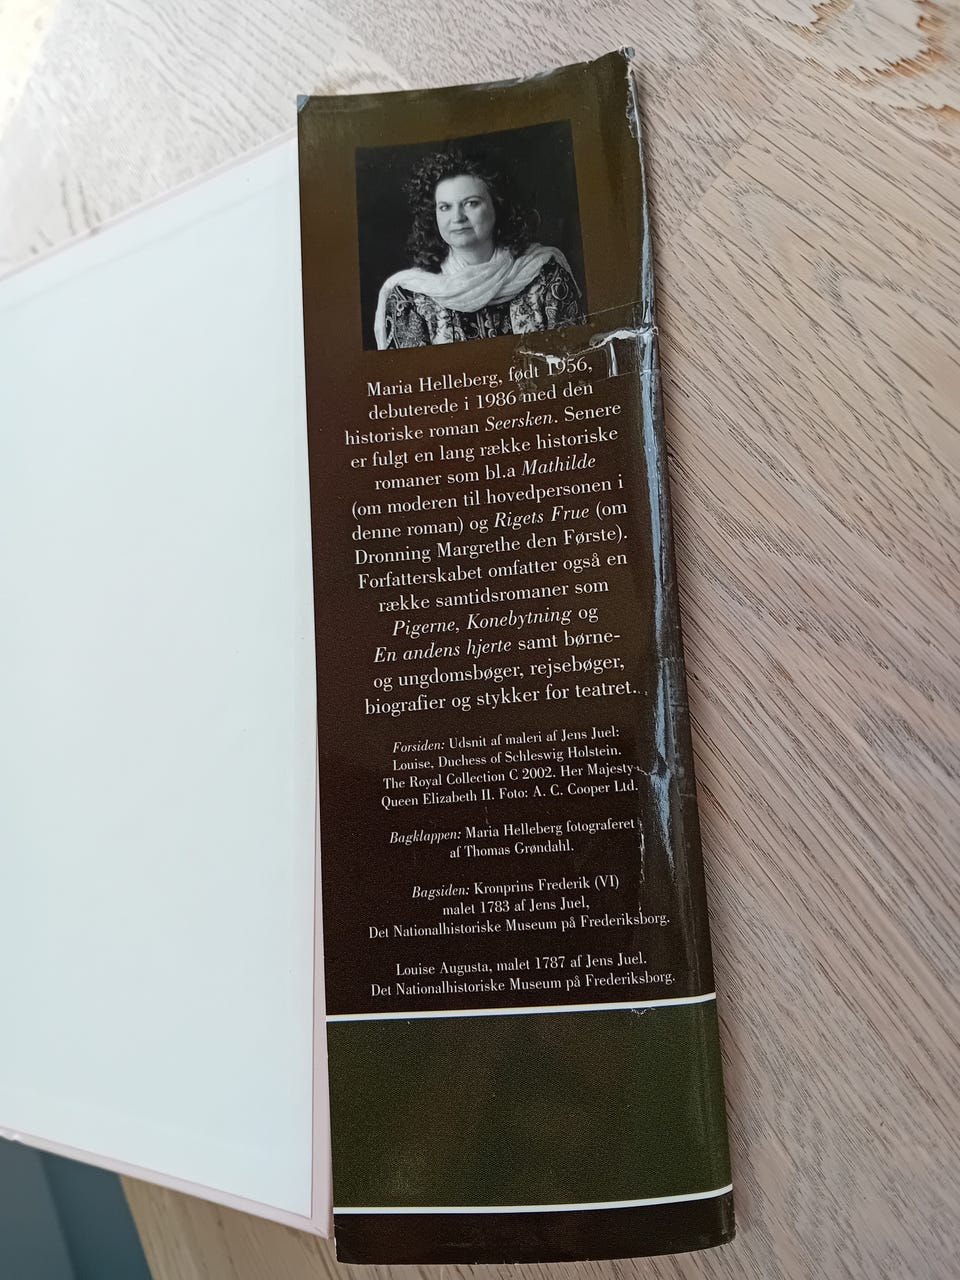 Maria Helleberg, født 1956,
debuterede i 1986 med den
historiske roman Seersken. Senere
er fulgt en lang række historiske
romaner som bl.a Mathilde
(om moderen til hovedpersonen i
denne roman) og Rigets Frue (om
Dronning Margrethe den Første).
Forfatterskabet omfatter også en
række samtidsromaner som
Pigerne, Konebytning og
En andens hjerte samt børne-
og ungdomsbøger, rejsebøger,
biografier og stykker for teatret.
Forsiden: Udsnit af maleri af Jens Juel:
Louise, Duchess of Schleswig Holstein.
The Royal Collection C 2002. Her Majesty
Queen Elizabeth II. Foto: A. C. Cooper Ltd.
Bagklappen: Maria Helleberg fotograferet
af Thomas Grøndahl.
Bagsiden: Kronprins Frederik (VI)
malet 1783 af Jens Juel,
Det Nationalhistoriske Museum på Frederiksborg.
Louise Augusta, malet 1787 af Jens Juel.
Det Nationalhistoriske Museum på Frederiksborg.